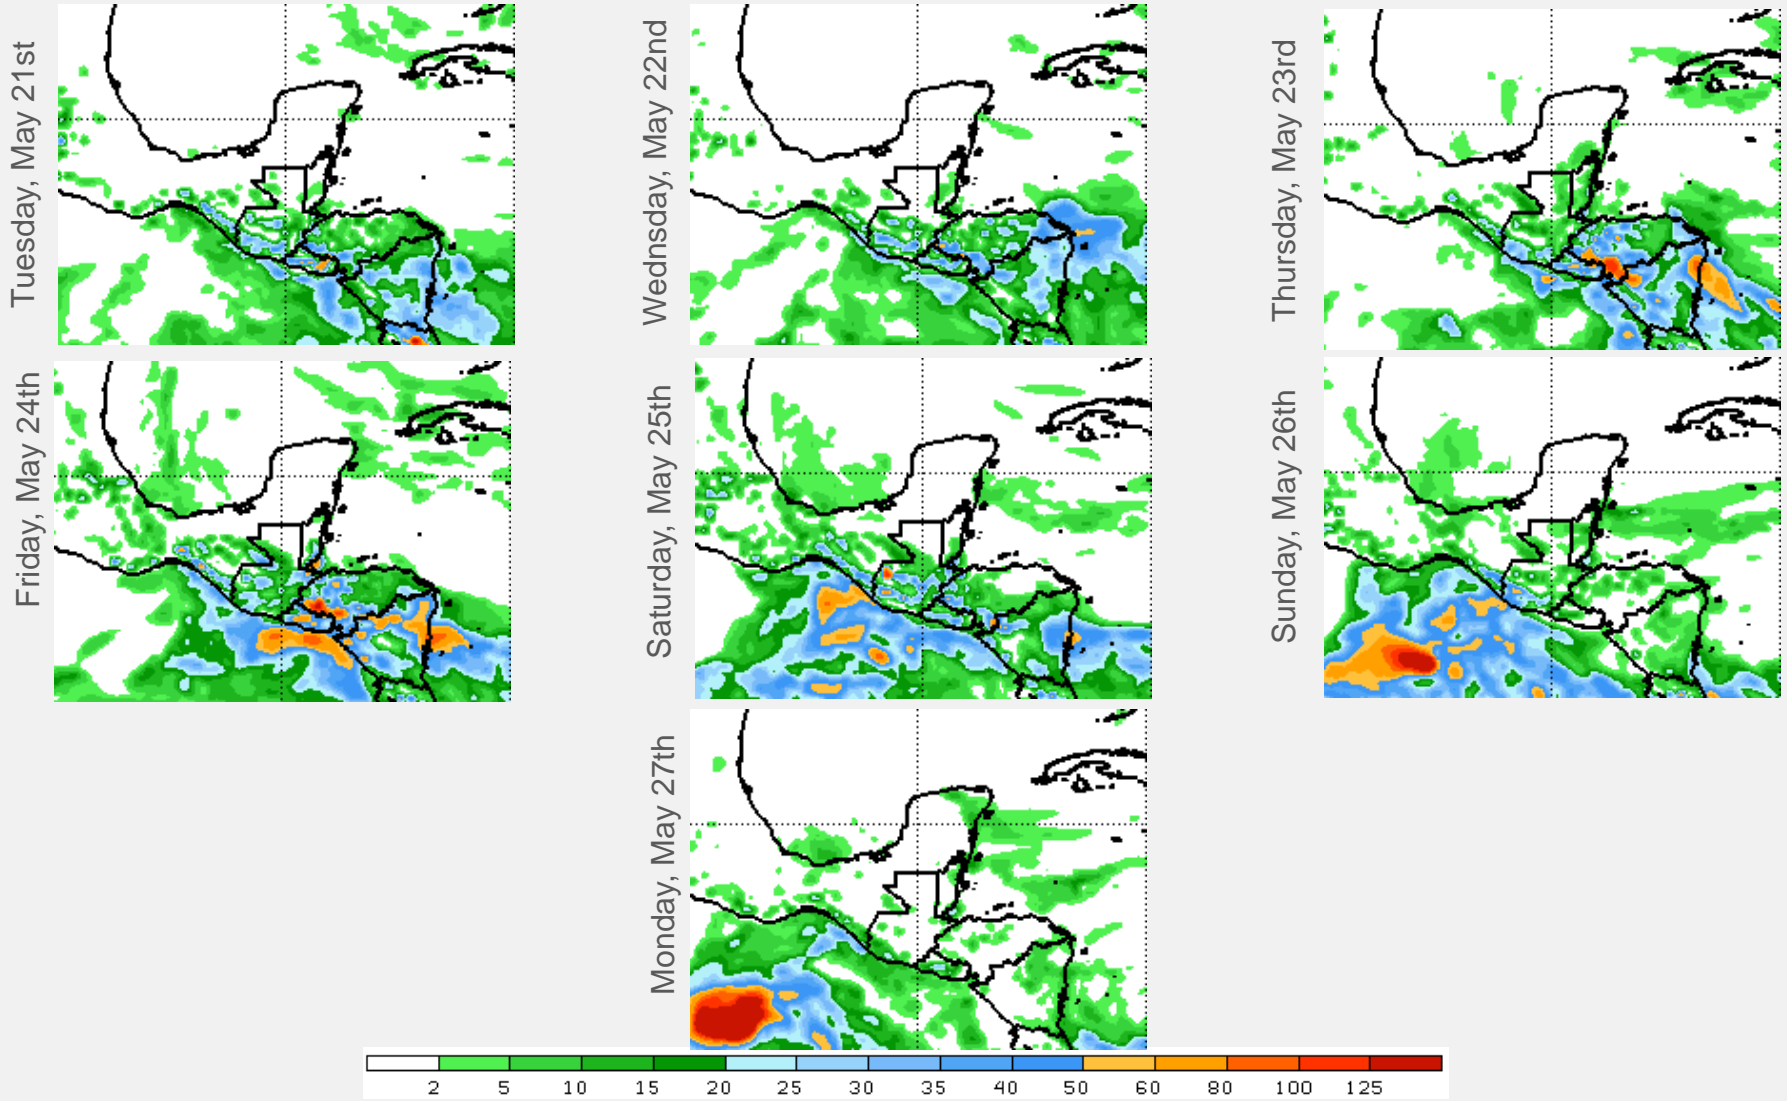 Tuesday, May 21st
Wednsday, May 22nd
Thursday, May 23rd
Friday, May 24th
Saturday, May 25th
Sunday, May 26th
Monday, May 27th
2 5 10 15 20 25 30 35 40 50 60 80 100 125